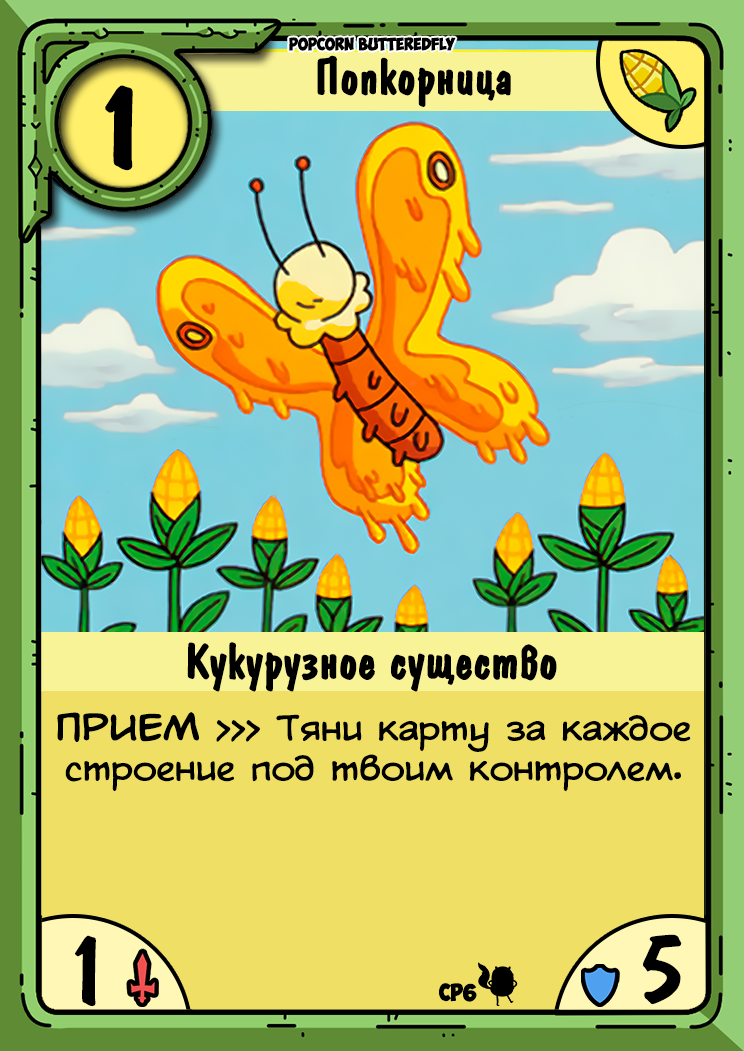 POPCORN BUTTEREDFLY
Попкорница
1
Кукурузное существо
ПРИЕМ >>> Тяни карту за каждое
строение под твоим контролем.
1
CP6
5